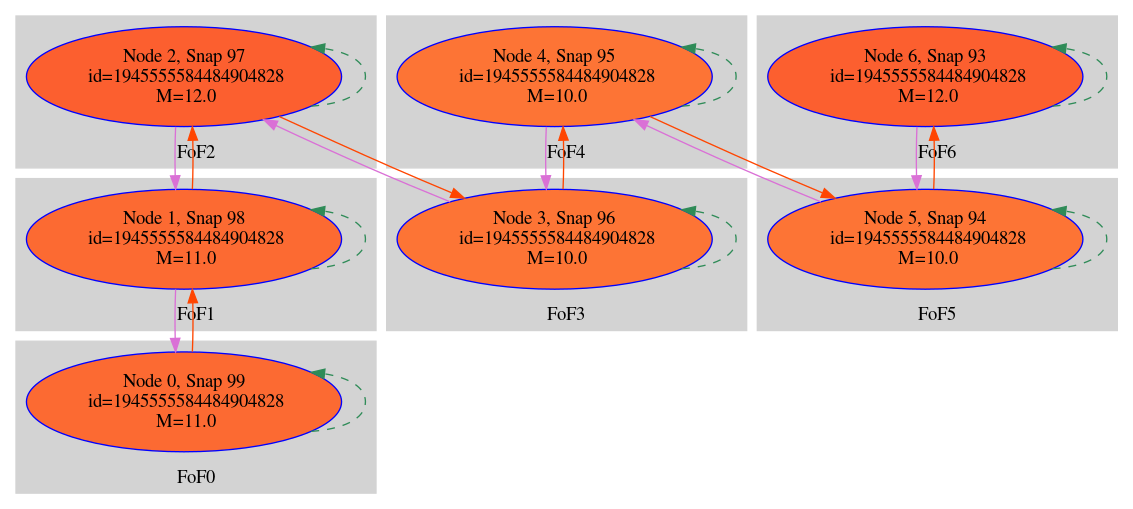 Node 2, Snap 97
id=1945555584484904828
M=12.0
FoF2
Node 4, Snap 95
id=1945555584484904828
M=10.0
FoF4
Node 6, Snap 93
id=1945555584484904828
M=12.0
FoF6
Node 1, Snap 98
id=1945555584484904828
M=11.0
FoF1
Node 3, Snap 96
id=1945555584484904828
M=10.0
FoF3
Node 5, Snap 94
id=1945555584484904828
M=10.0
FoF5
Node 0, Snap 99
id=1945555584484904828
M=11.0
FoF0